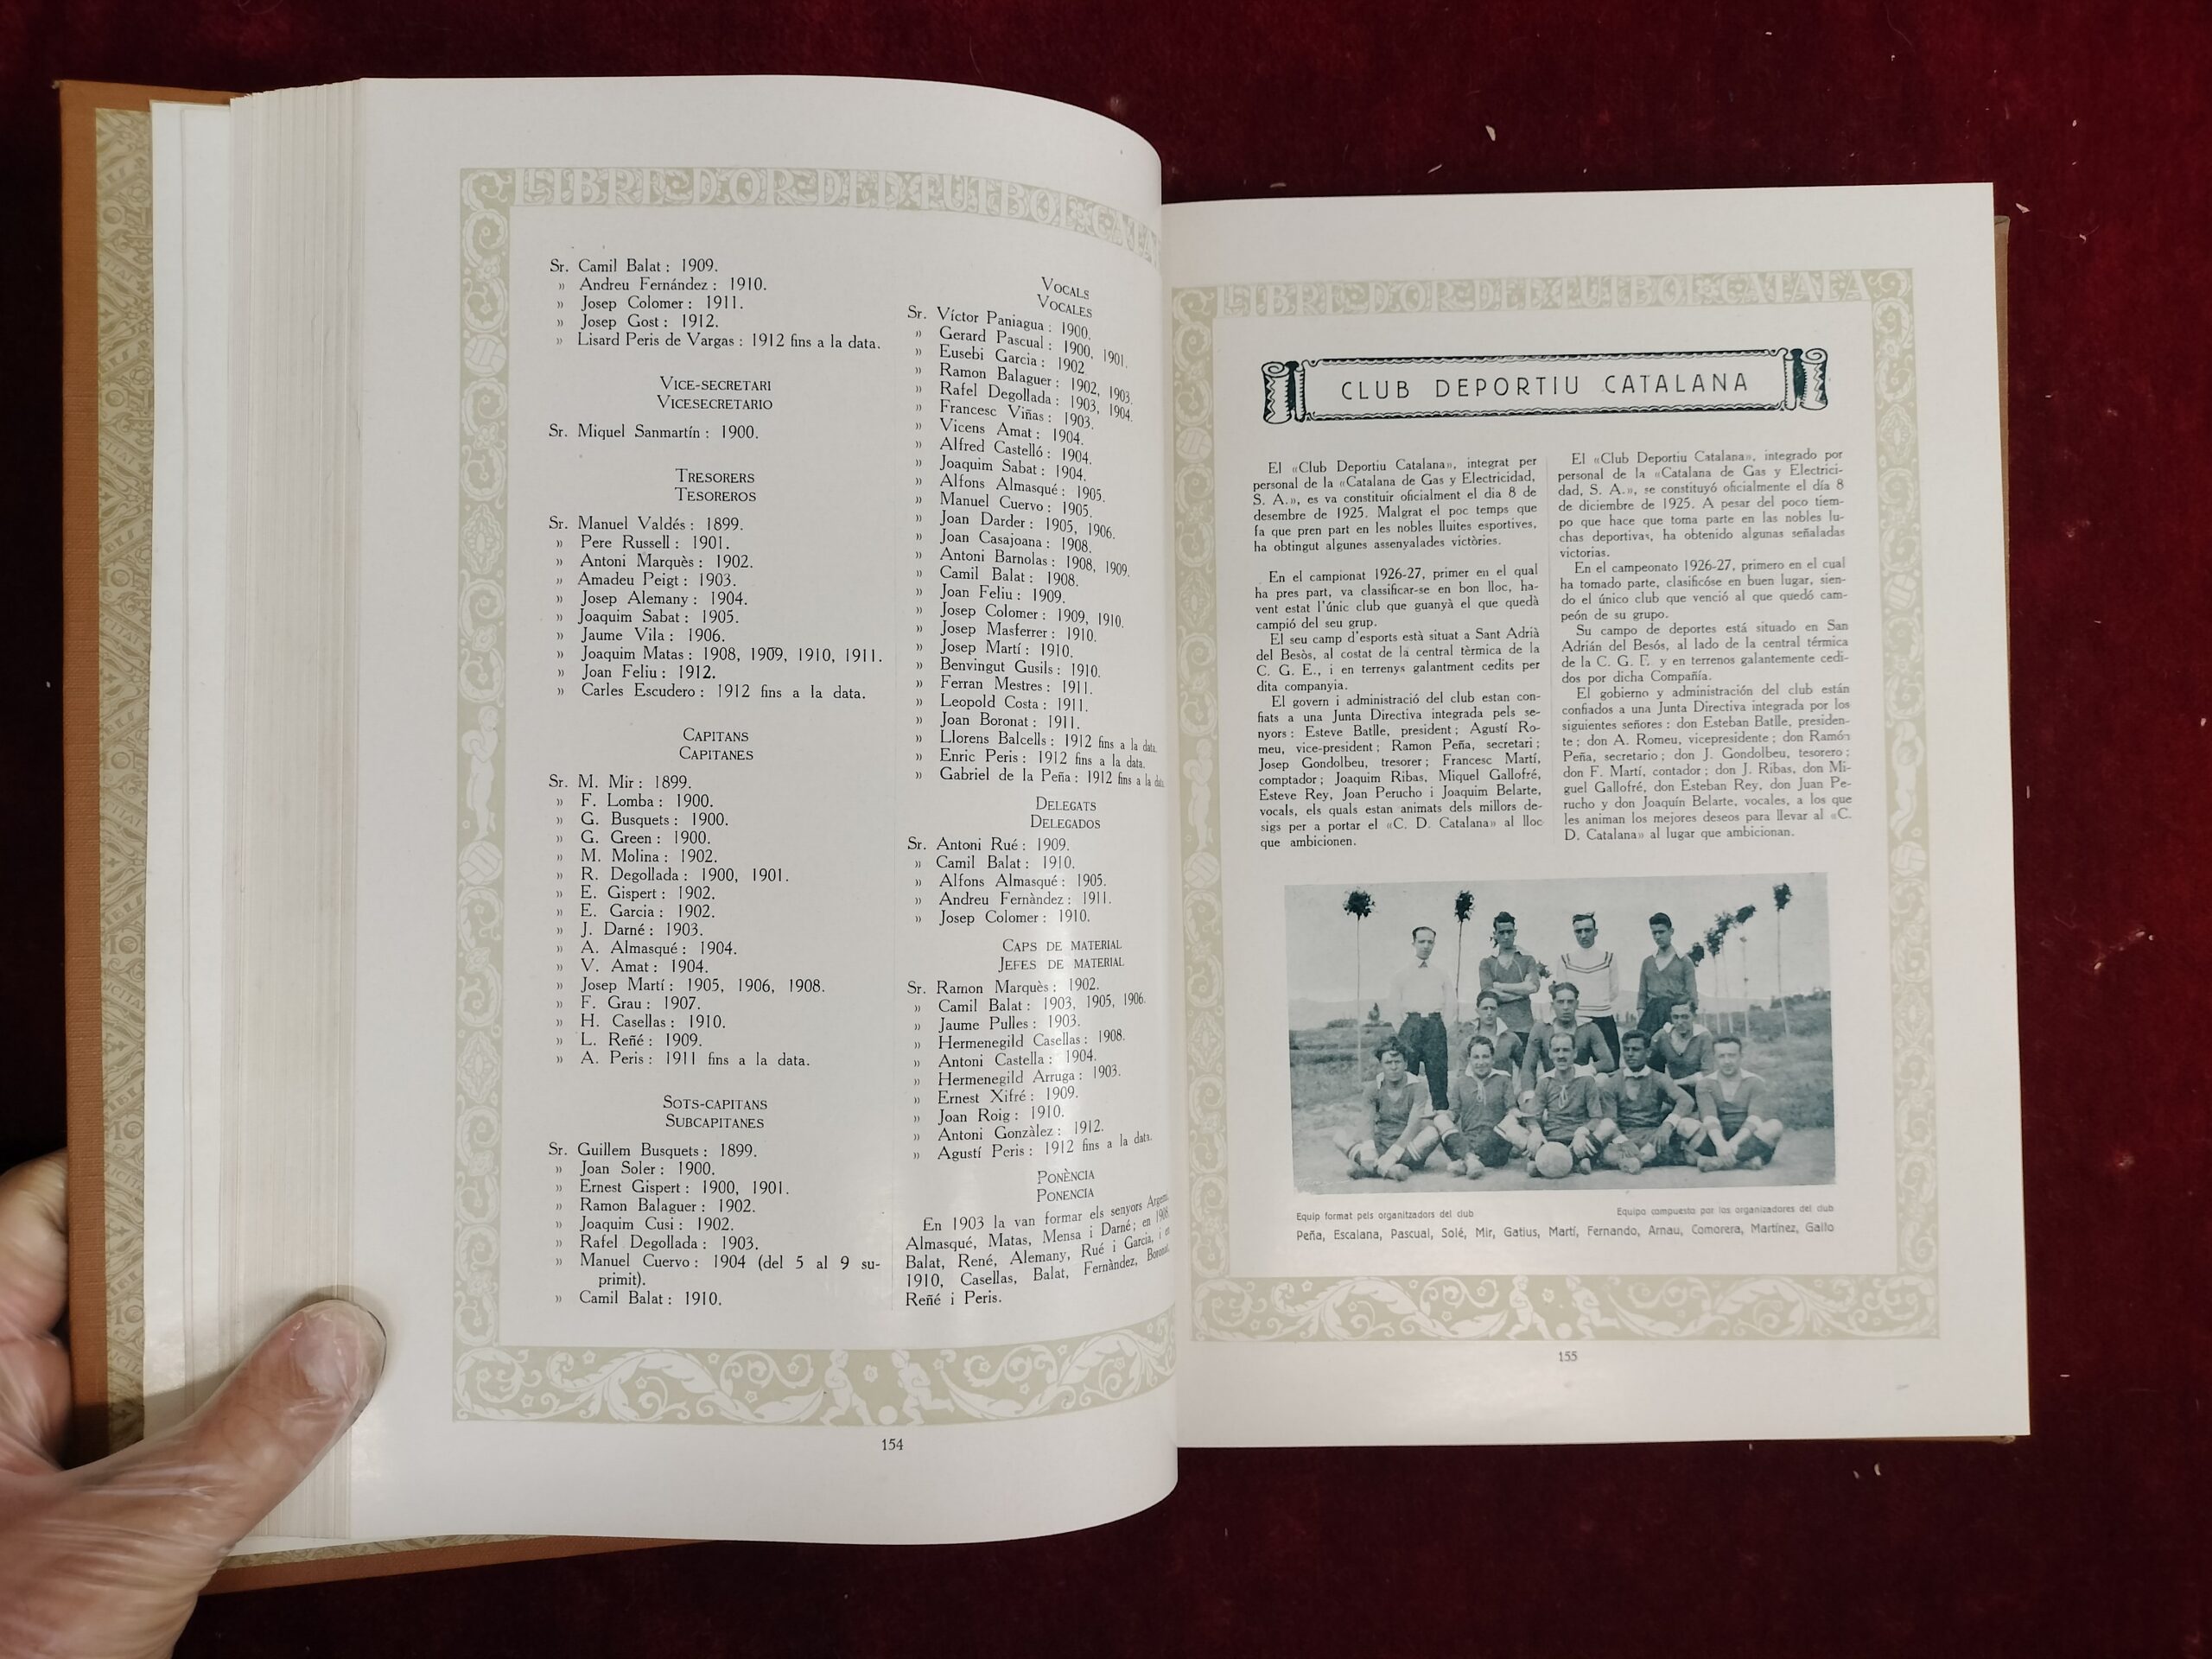 LLIBRE D'OR DEL FUTBOL CATA
Sr. Camil Balat : 1909.
» Andreu Fernández : 1910.
» Josep Colomer : 1911.
» Josep Gost : 1912.
» Lisard Peris de Vargas : 1912 fins a la data.
VICE-SECRETARI
VICESECRETARIO
Sr. Miquel Sanmartín : 1900.
TRESORERS
TESOREROS
Sr. Manuel Valdés : 1899.
» Pere Russell : 1901.
» Antoni Marquès : 1902.
» Amadeu Peigt : 1903.
» Josep Alemany : 1904.
» Joaquim Sabat : 1905.
» Jaume Vila : 1906.
» Joaquim Matas : 1908, 1909, 1910, 1911.
» Joan Feliu : 1912.
» Carles Escudero : 1912 fins a la data.
CAPITANS
CAPITANES
Sr. M. Mir : 1899.
» F. Lomba : 1900.
» G. Busquets : 1900.
» G. Green : 1900.
» M. Molina : 1902.
» R. Degollada : 1900, 1901.
» E. Gispert : 1902.
» E. Garcia : 1902.
» J. Darné : 1903.
» A. Almasqué : 1904.
» V. Amat : 1904.
» Josep Martí : 1905, 1906, 1908.
» F. Grau : 1907.
» H. Casellas : 1910.
» L. Reñé : 1909.
» A. Peris : 1911 fins a la data.
SOTS-CAPITANS
SUBCAPITANES
Sr. Guillem Busquets : 1899.
» Joan Soler : 1900.
» Ernest Gispert : 1900, 1901.
» Ramon Balaguer : 1902.
» Joaquim Cusi : 1902.
» Rafel Degollada : 1903.
» Manuel Cuervo : 1904 (del 5 al 9 su-
primit).
» Camil Balat : 1910.
VOCALS
VOCALES
Sr. Víctor Paniagua : 1900.
» Gerard Pascual : 1900, 1901.
» Eusebi Garcia : 1902
» Ramon Balaguer : 1902, 1903.
» Rafel Degollada : 1903, 1904.
» Francesc Viñas : 1903.
» Vicens Amat : 1904.
» Alfred Castelló : 1904.
» Joaquim Sabat : 1904.
» Alfons Almasqué : 1905.
» Manuel Cuervo : 1905.
» Joan Darder : 1905, 1906.
» Joan Casajoana : 1908.
» Antoni Barnolas : 1908, 1909.
» Camil Balat : 1908.
» Joan Feliu : 1909.
» Josep Colomer : 1909, 1910.
» Josep Masferrer : 1910.
» Josep Martí : 1910.
» Benvingut Gusils : 1910.
» Ferran Mestres : 1911.
» Leopold Costa : 1911.
» Joan Boronat : 1911.
» Llorens Balcells : 1912 fins a la data.
» Enric Peris : 1912 fins a la data.
» Gabriel de la Peña : 1912 fins a la data
DELEGATS
DELEGADOS
Sr. Antoni Rué : 1909.
» Camil Balat : 1910.
» Alfons Almasqué : 1905.
» Andreu Fernàndez : 1911.
» Josep Colomer : 1910.
CAPS DE MATERIAL
JEFES DE MATERIAL
Sr. Ramon Marquès : 1902.
» Camil Balat : 1903, 1905, 1906.
» Jaume Pulles : 1903.
» Hermenegild Casellas : 1908.
» Antoni Castella : 1904.
» Hermenegild Arruga : 1903.
» Ernest Xifré : 1909.
» Joan Roig : 1910.
» Antoni Gonzàlez : 1912.
» Agustí Peris : 1912 fins a la data.
PONÈNCIA
PONENCIA
En 1903 la van formar els senyors
Almasqué, Matas, Mensa i Darné; en 1908,
Balat, René, Alemany, Rué i Garcia, i en
1910, Casellas, Balat, Fernàndez, Boronat,
Reñé i Peris.
154
LLIBRE D'OR DEL FUTBOL CATALA
CLUB DEPORTIU CATALANA
El «Club Deportiu Catalana», integrat per
personal de la «Catalana de Gas y Electricidad,
S. A.», es va constituir oficialment el dia 8 de
desembre de 1925. Malgrat el poc temps que
fa que pren part en les nobles lluites esportives,
ha obtingut algunes assenyalades victòries.
En el campionat 1926-27, primer en el qual
ha pres part, va classificar-se en bon lloc, ha-
vent estat l'únic club que guanyà el que quedà
campió del seu grup.
El seu camp d'esports està situat a Sant Adrià
del Besòs, al costat de la central tèrmica de la
C. G. E., i en terrenys galantment cedits per
dita companyia.
El govern i administració del club estan con-
fiats a una Junta Directiva integrada pels se-
nyors : Esteve Batlle, president ; Agustí Ro-
meu, vice-president ; Ramon Peña, secretari ;
Josep Gondolbeu, tresorer ; Francesc Martí,
comptador ; Joaquim Ribas, Miquel Gallofré,
Esteve Rey, Joan Perucho i Joaquim Belarte,
vocals, els quals estan animats dels millors de-
sigs per a portar el «C. D. Catalana» al lloc
que ambicionen.
El «Club Deportiu Catalana», integrado por
personal de la «Catalana de Gas y Electrici-
dad, S. A.», se constituyó oficialmente el día 8
de diciembre de 1925. A pesar del poco tiem-
po que hace que toma parte en las nobles lu-
chas deportivas, ha obtenido algunas señaladas
victorias.
En el campeonato 1926-27, primero en el cual
ha tomado parte, clasificóse en buen lugar, sien-
do el único club que venció al que quedó cam-
peón de su grupo.
Su campo de deportes está situado en San
Adrián del Besós, al lado de la central térmica
de la C. G. E. y en terrenos galantemente cedi-
dos por dicha Compañía.
El gobierno y administración del club están
confiados a una Junta Directiva integrada por los
siguientes señores : don Esteban Batlle, presiden-
te ; don A. Romeu, vicepresidente ; don Ramón
Peña, secretario ; don J. Gondolbeu, tesorero ;
don F. Martí, contador ; don J. Ribas, don Mi-
guel Gallofré, don Esteban Rey, don Juan Pe-
rucho y don Joaquín Belarte, vocales, a los que
les animan los mejores deseos para llevar al «C.
D. Catalana» al lugar que ambicionan.
Equip format pels organitzadors del club
Equipo compuesto por los organizadores del club
Peña, Escalana, Pascual, Solé, Mir, Gatius, Martí, Fernando, Arnau, Comorera, Martínez, Gallo
155